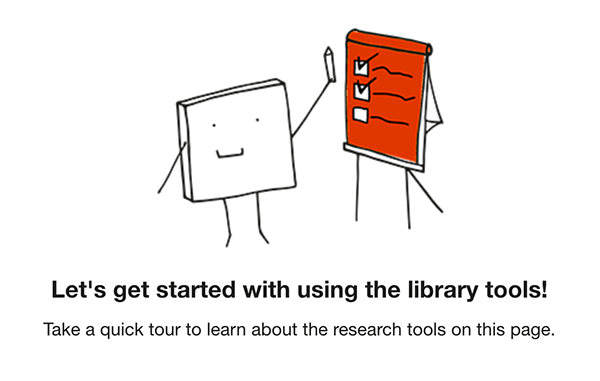 Let's get started with using the library tools!
Take a quick tour to learn about the research tools on this page.